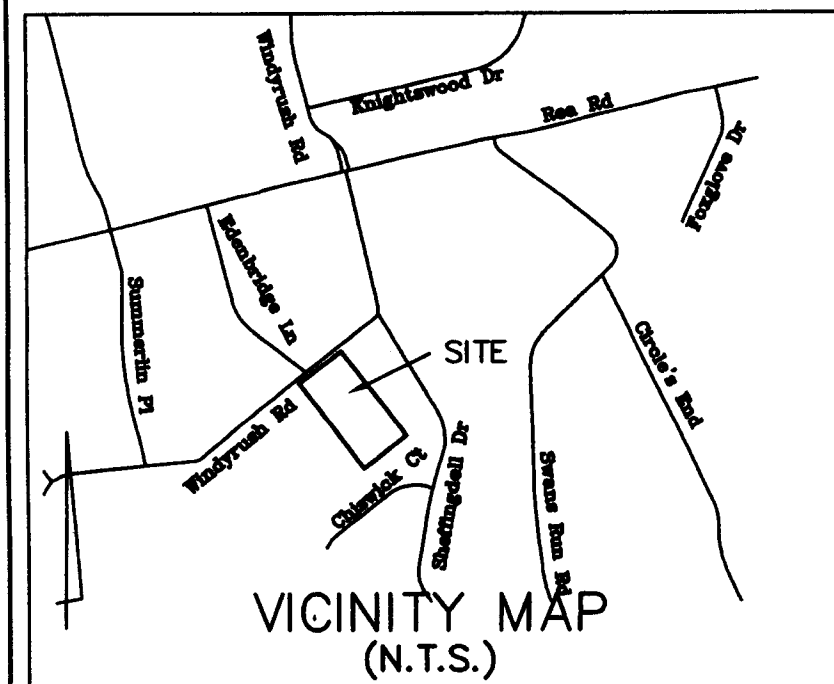 Windyrush Rd
Knightswood Dr
Rea Rd
Foxglove Dr
Edenbridge Ln
Summerlin Pl
SITE
Circle's End
Windyrush Rd
Chiswick Ct
Sheffingdell Dr
Swans Run Rd
VICINITY MAP
(N.T.S.)